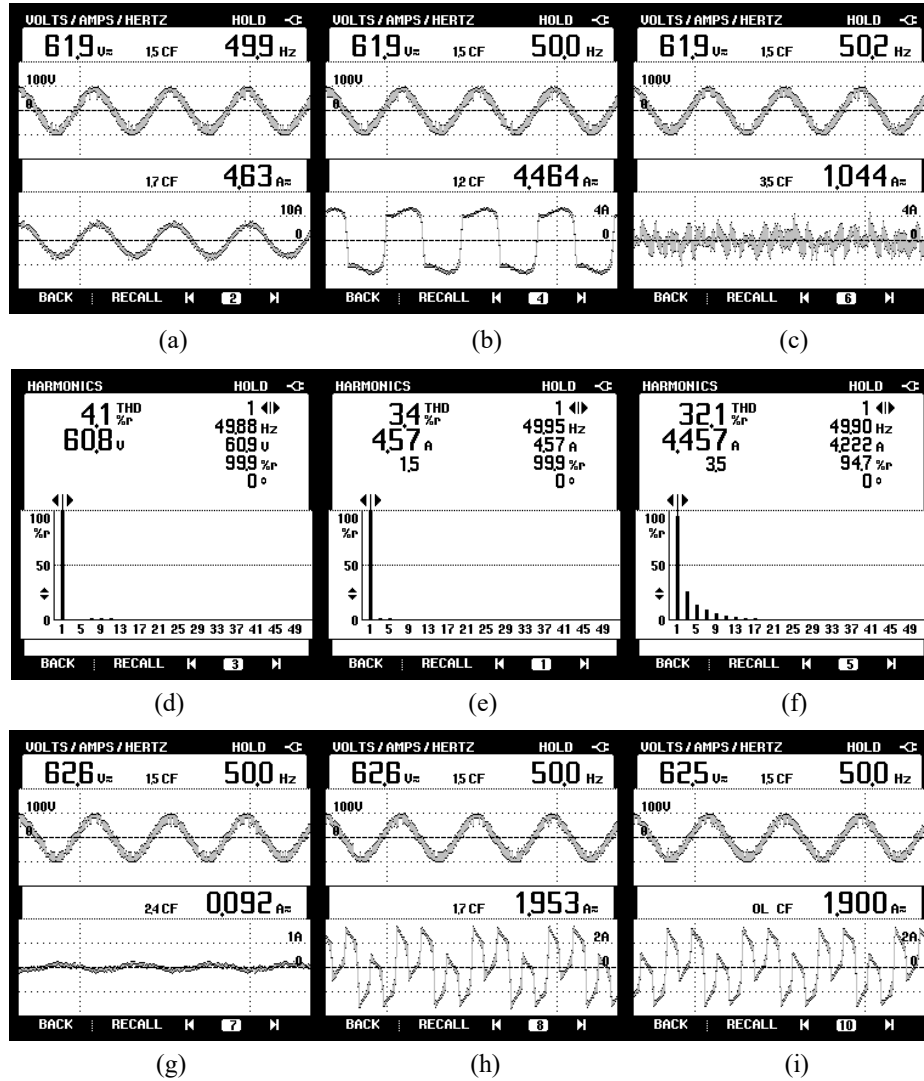 VOLTS/AMPS/HERTZ HOLD
61.9 V≂ 1.5 CF 49.9 Hz
100V
0
1.7 CF 4.63 A≂
10A
0
BACK RECALL 2
(a)
VOLTS/AMPS/HERTZ HOLD
61.9 V≂ 1.5 CF 50.0 Hz
100V
0
1.2 CF 4.464 A≂
4A
0
BACK RECALL 4
(b)
VOLTS/AMPS/HERTZ HOLD
61.9 V≂ 1.5 CF 50.2 Hz
100V
0
3.5 CF 1.044 A≂
4A
0
BACK RECALL 6
(c)
HARMONICS HOLD
4.1 THD %r 1
49.88 Hz
60.8 V 60.9 V
99.9 %r
0 °
100
%r
50
0
1 5 9 13 17 21 25 29 33 37 41 45 49
BACK RECALL 3
(d)
HARMONICS HOLD
3.4 THD %r 1
49.95 Hz
4.57 A 4.57 A
1.5 99.9 %r
0 °
100
%r
50
0
1 5 9 13 17 21 25 29 33 37 41 45 49
BACK RECALL 1
(e)
HARMONICS HOLD
32.1 THD %r 1
49.90 Hz
4.457 A 4.222 A
3.5 94.7 %r
0 °
100
%r
50
0
1 5 9 13 17 21 25 29 33 37 41 45 49
BACK RECALL 5
(f)
VOLTS/AMPS/HERTZ HOLD
62.6 V≂ 1.5 CF 50.0 Hz
100V
0
2.4 CF 0.092 A≂
1A
0
BACK RECALL 7
(g)
VOLTS/AMPS/HERTZ HOLD
62.6 V≂ 1.5 CF 50.0 Hz
100V
0
1.7 CF 1.953 A≂
2A
0
BACK RECALL 8
(h)
VOLTS/AMPS/HERTZ HOLD
62.5 V≂ 1.5 CF 50.0 Hz
100V
0
OL CF 1.900 A≂
2A
0
BACK RECALL 10
(i)